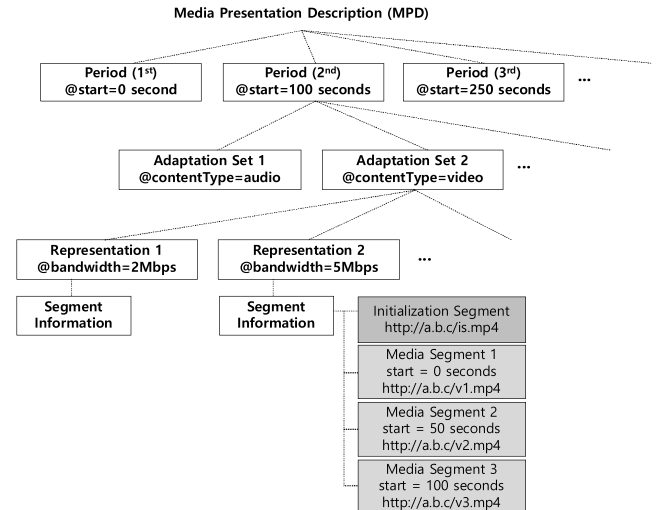 Media Presentation Description (MPD)
Period (1st)
@start=0 second
Period (2nd)
@start=100 seconds
Period (3rd)
@start=250 seconds
...
Adaptation Set 1
@contentType=audio
Adaptation Set 2
@contentType=video
...
Representation 1
@bandwidth=2Mbps
Representation 2
@bandwidth=5Mbps
...
Segment
Information
Segment
Information
Initialization Segment
http://a.b.c/is.mp4
Media Segment 1
start = 0 seconds
http://a.b.c/v1.mp4
Media Segment 2
start = 50 seconds
http://a.b.c/v2.mp4
Media Segment 3
start = 100 seconds
http://a.b.c/v3.mp4